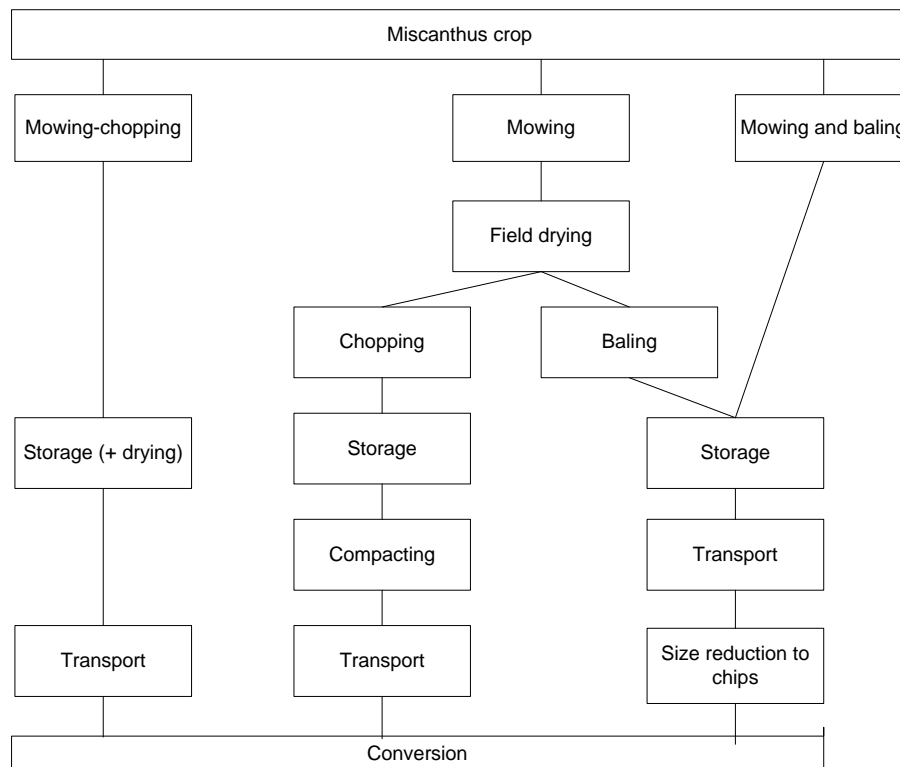 Miscanthus crop
Mowing-chopping
Mowing
Mowing and baling
Field drying
Chopping
Baling
Storage (+ drying)
Storage
Storage
Compacting
Transport
Transport
Transport
Size reduction to
chips
Conversion